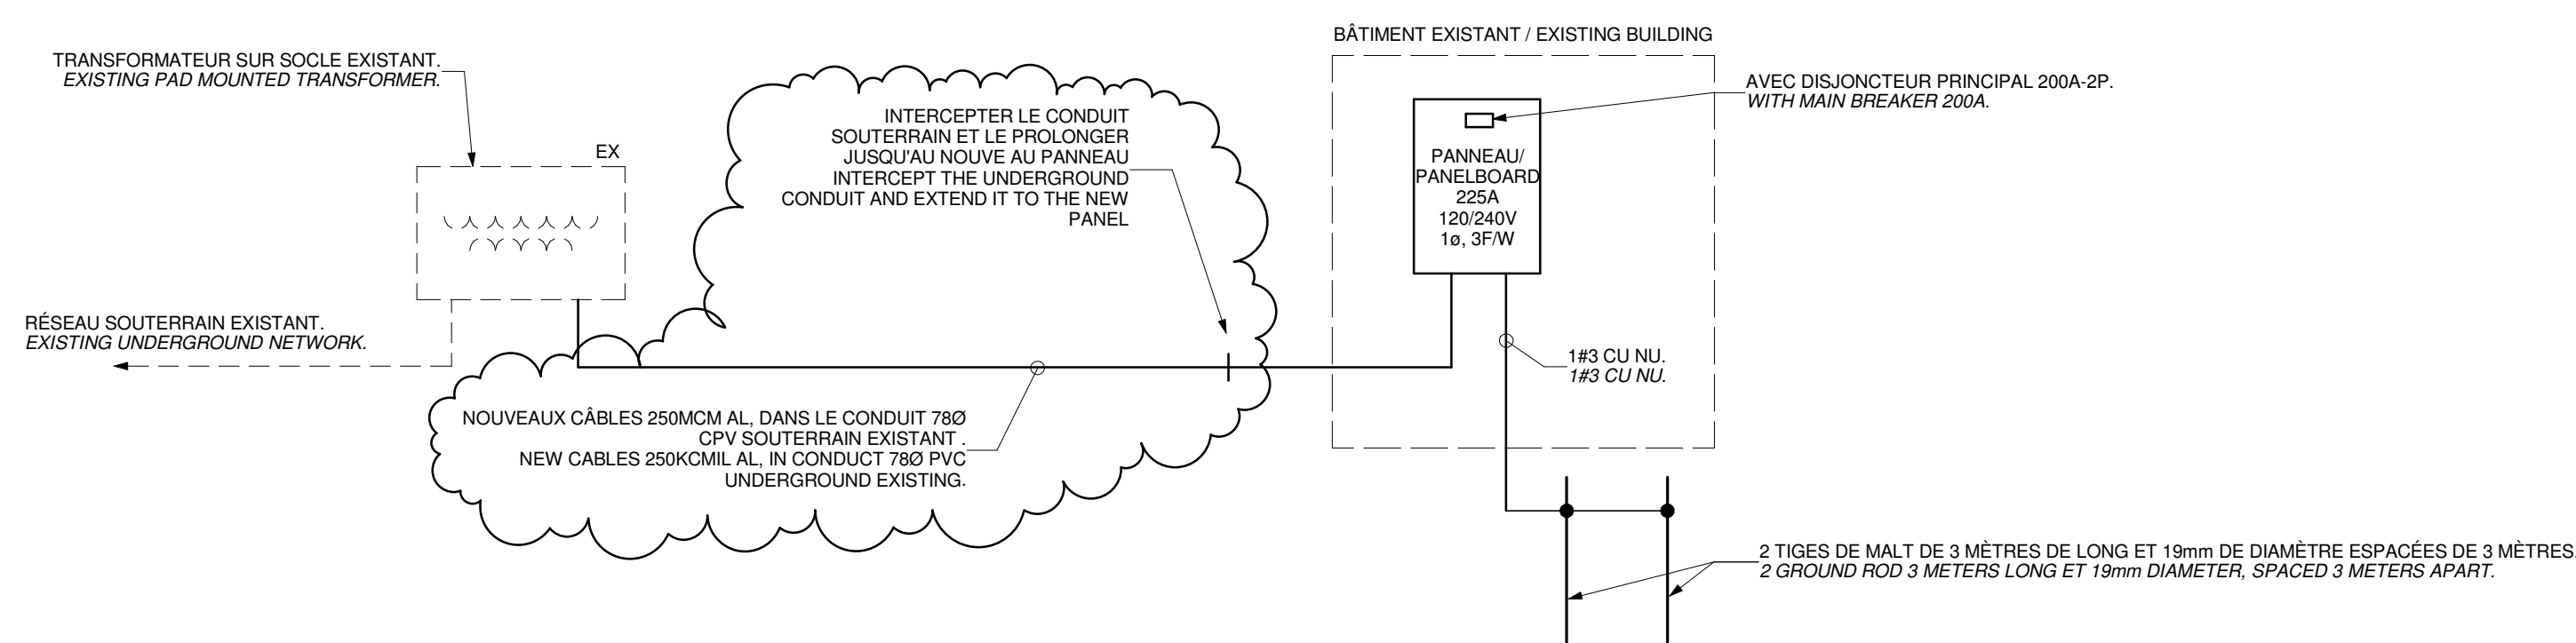 TRANSFORMATEUR SUR SOCLE EXISTANT.
EXISTING PAD MOUNTED TRANSFORMER.
EX
RÉSEAU SOUTERRAIN EXISTANT.
EXISTING UNDERGROUND NETWORK.
INTERCEPTER LE CONDUIT
SOUTERRAIN ET LE PROLONGER
JUSQU'AU NOUVE AU PANNEAU
INTERCEPT THE UNDERGROUND
CONDUIT AND EXTEND IT TO THE NEW
PANEL
NOUVEAUX CÂBLES 250MCM AL, DANS LE CONDUIT 78Ø
CPV SOUTERRAIN EXISTANT .
NEW CABLES 250KCMIL AL, IN CONDUCT 78Ø PVC
UNDERGROUND EXISTING.
BÂTIMENT EXISTANT / EXISTING BUILDING
PANNEAU/
PANELBOARD
225A
120/240V
1ø, 3F/W
AVEC DISJONCTEUR PRINCIPAL 200A-2P.
WITH MAIN BREAKER 200A.
1#3 CU NU.
1#3 CU NU.
2 TIGES DE MALT DE 3 MÈTRES DE LONG ET 19mm DE DIAMÈTRE ESPACÉES DE 3 MÈTRES.
2 GROUND ROD 3 METERS LONG ET 19mm DIAMETER, SPACED 3 METERS APART.